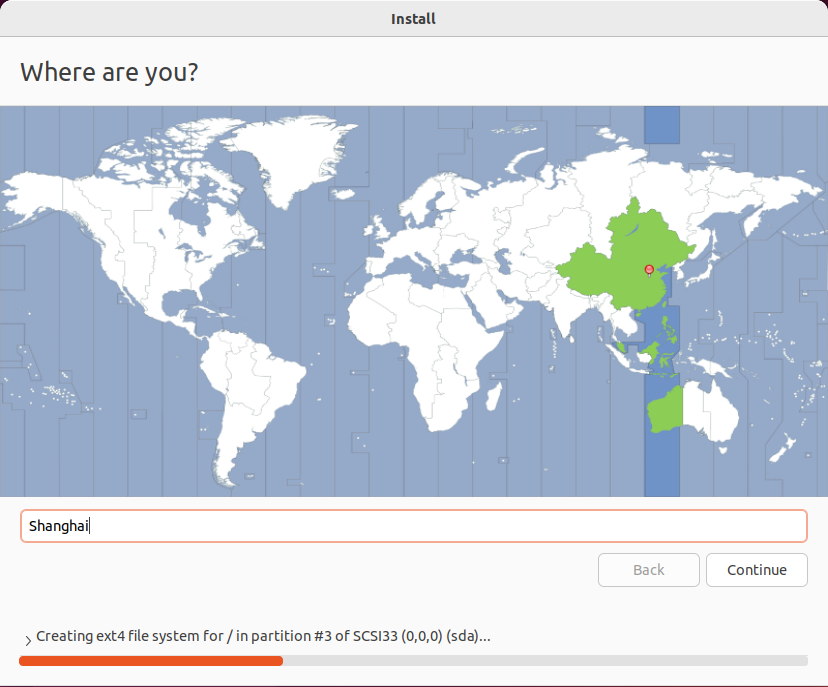 Install
Where are you?
Shanghai
Back
Continue
Creating ext4 file system for / in partition #3 of SCSI33 (0,0,0) (sda)...